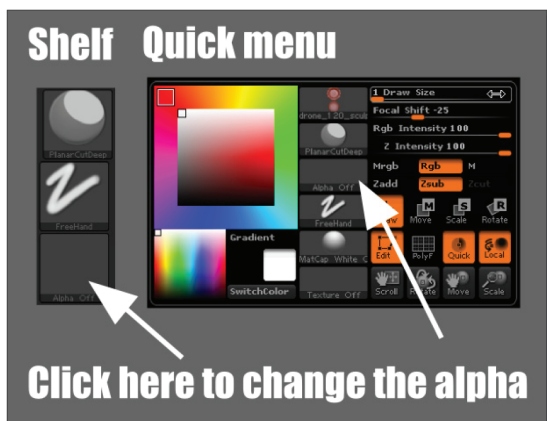 Shelf Quick menu
PlanarCutDeep
FreeHand
Alpha Off
drone_1 20_scul
PlanarCutDeep
Alpha Off
FreeHand
MatCap White C
Texture Off
Gradient
SwitchColor
1 Draw Size
Focal Shift -25
Rgb Intensity 100
Z Intensity 100
Mrgb Rgb M
Zadd Zsub Zcut
Move Scale Rotate
Edit PolyF Quick Local
Scroll Rotate Move Scale
Click here to change the alpha